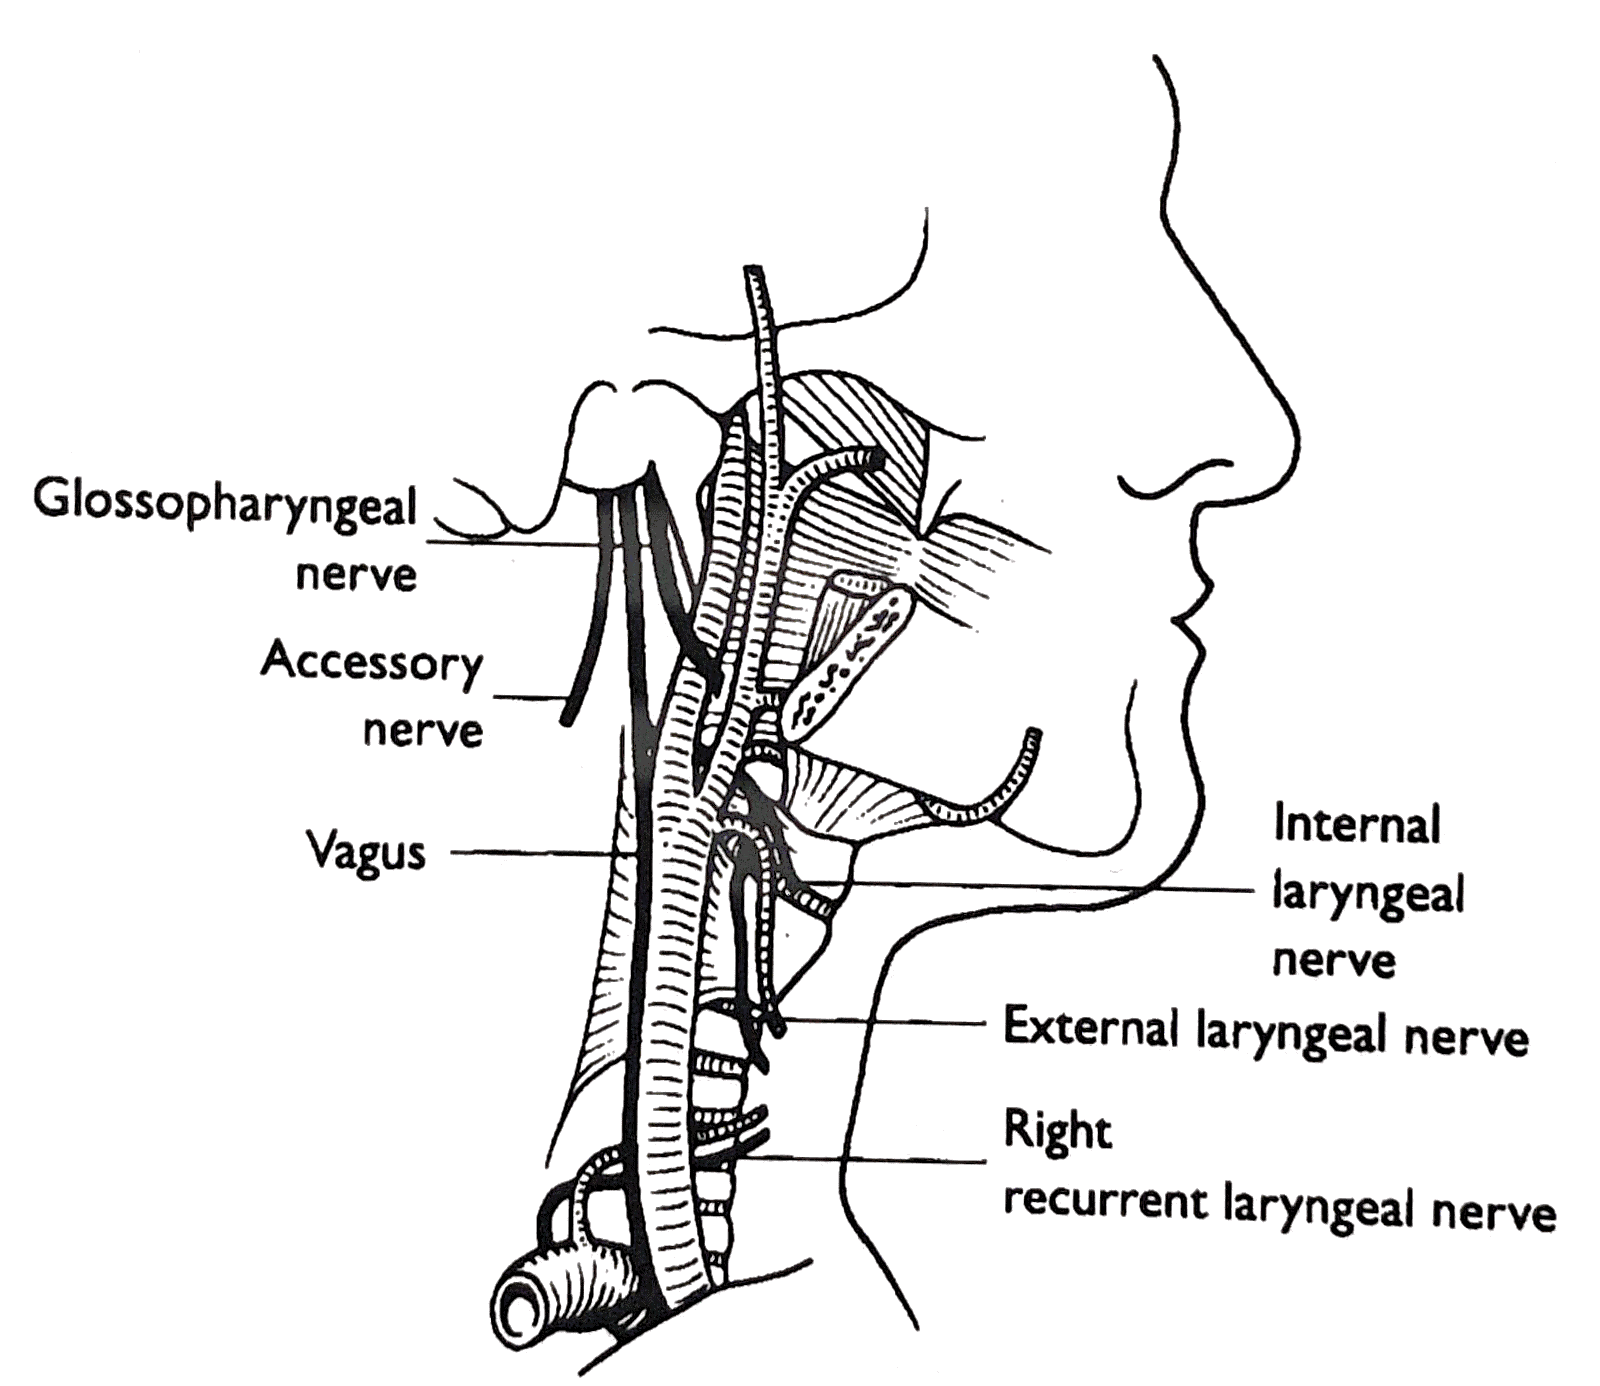 Glossopharyngeal
nerve
Accessory
nerve
Vagus
Internal
laryngeal
nerve
External laryngeal nerve
Right
recurrent laryngeal nerve